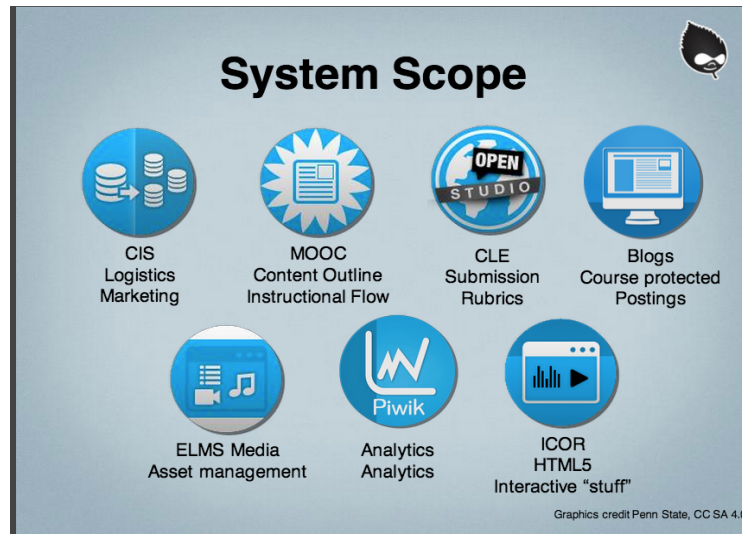 System Scope
OPEN
STUDIO
CIS
Logistics
Marketing
MOOC
Content Outline
Instructional Flow
CLE
Submission
Rubrics
Blogs
Course protected
Postings
Piwik
ELMS Media
Asset management
Analytics
Analytics
ICOR
HTML5
Interactive “stuff”
Graphics credit Penn State, CC SA 4.0